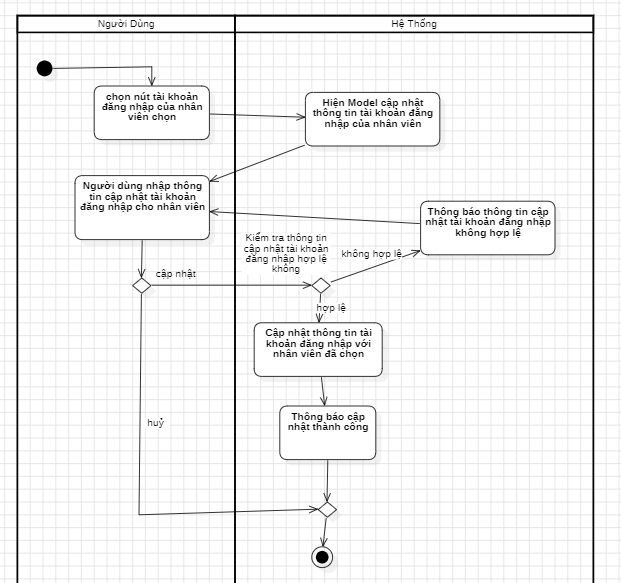 Người Dùng
Hệ Thống
chọn nút tài khoản
đăng nhập của nhân
viên chọn
Hiện Model cập nhật
thông tin tài khoản đăng
nhập của nhân viên
Người dùng nhập thông
tin cập nhật tài khoản
đăng nhập cho nhân viên
Thông báo thông tin cập
nhật tài khoản đăng nhập
không hợp lệ
Kiểm tra thông tin
cập nhật tài khoản
đăng nhập hợp lệ
không
không hợp lệ
cập nhật
hợp lệ
Cập nhật thông tin tài
khoản đăng nhập với
nhân viên đã chọn
Thông báo cập
nhật thành công
huỷ